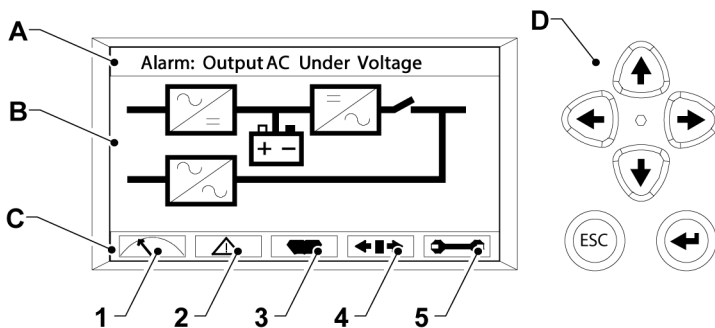 A
D
Alarm: Output AC Under Voltage
B
+ −
C
ESC
1 2 3 4 5